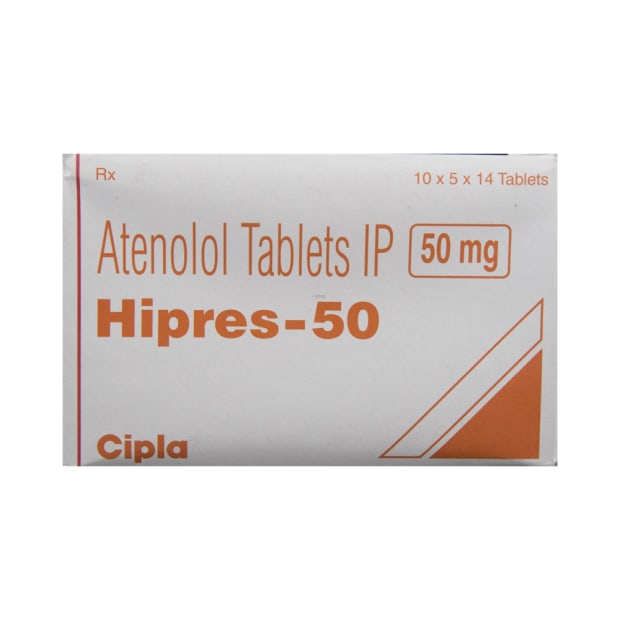 Rx
10 x 5 x 14 Tablets
Atenolol Tablets IP 50 mg
Hipres-50
Cipla